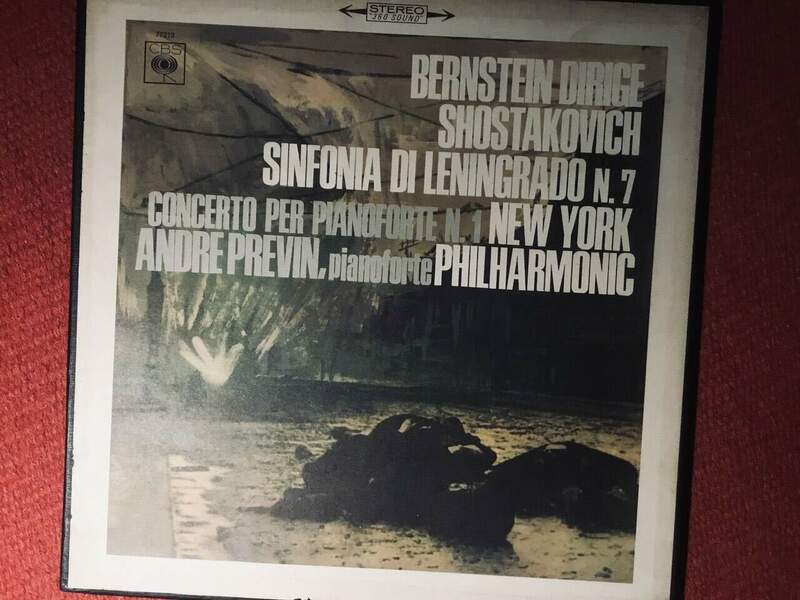 STEREO
"360 SOUND"
77213
CBS
BERNSTEIN DIRIGE
SHOSTAKOVICH
SINFONIA DI LENINGRADO N. 7
CONCERTO PER PIANOFORTE N. 1 NEW YORK
ANDRE PREVIN, pianoforte PHILHARMONIC